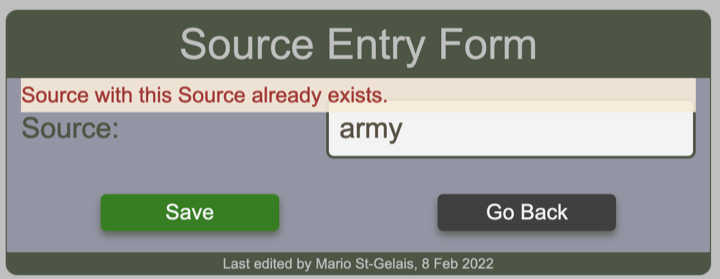 Source Entry Form
Source with this Source already exists.
Source: army
Save Go Back
Last edited by Mario St-Gelais, 8 Feb 2022